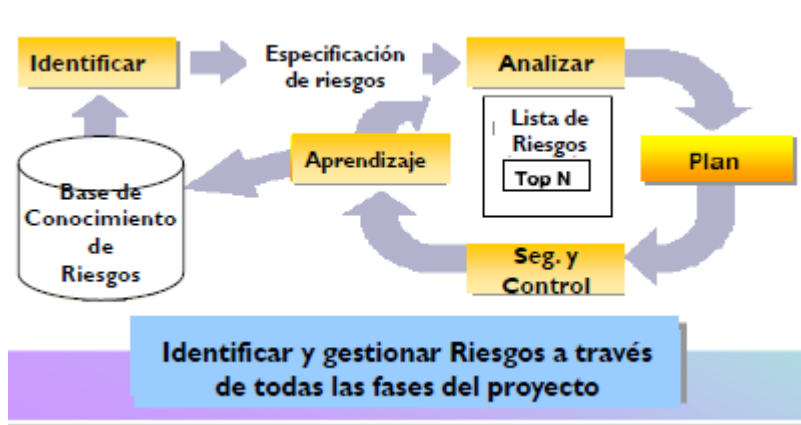 Identificar
Especificación
de riesgos
Analizar
Lista de
Riesgos
Top N
Plan
Aprendizaje
Base de
Conocimiento
de
Riesgos
Seg. y
Control
Identificar y gestionar Riesgos a través
de todas las fases del proyecto